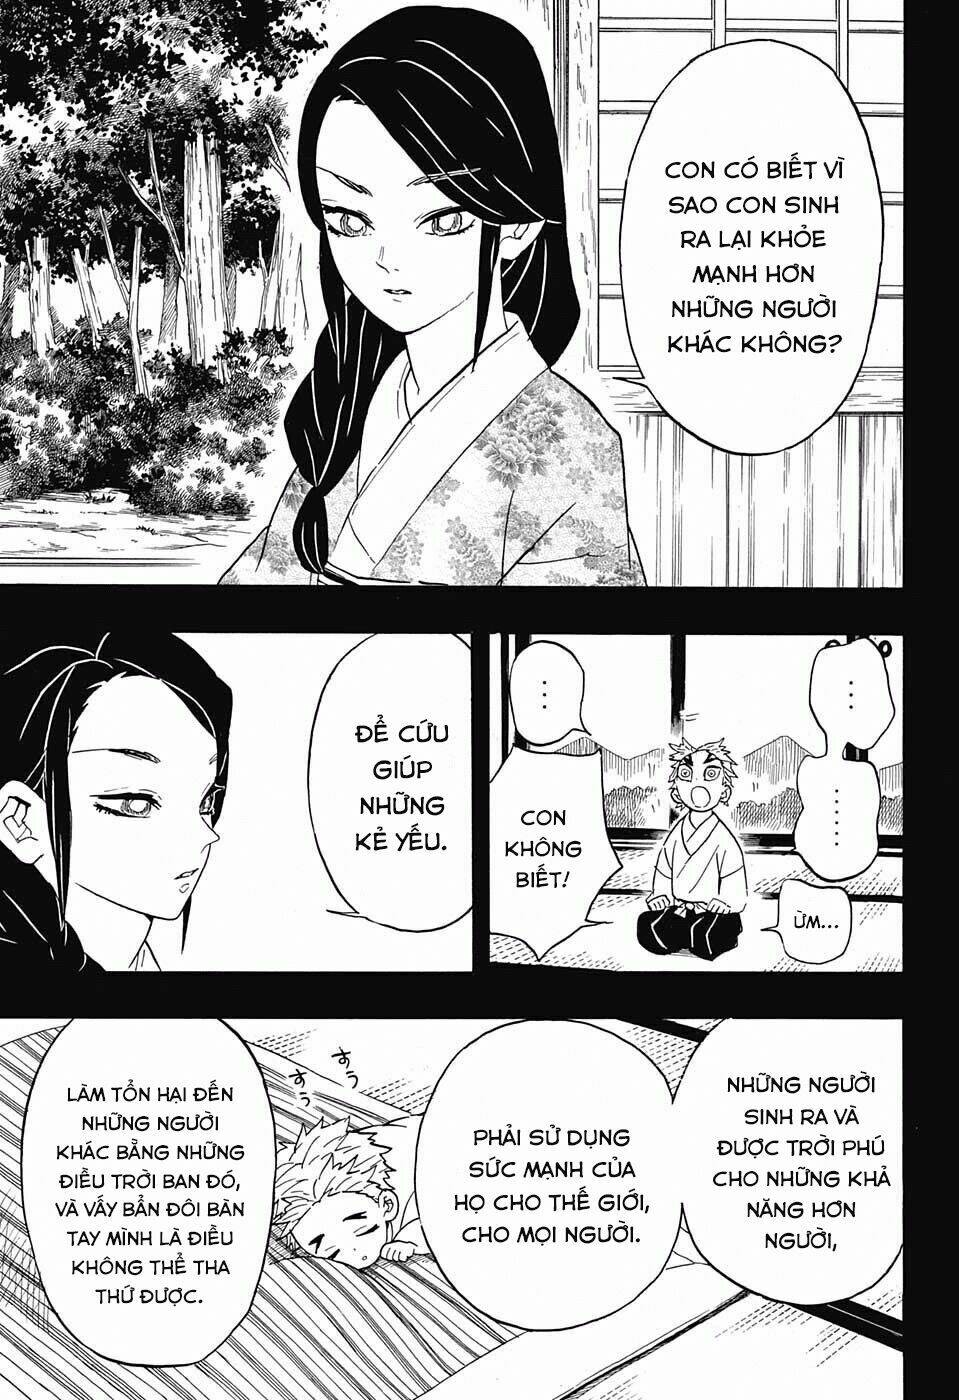 CON CÓ BIẾT VÌ
SAO CON SINH
RA LẠI KHỎE
MẠNH HƠN
NHỮNG NGƯỜI
KHÁC KHÔNG?
......
ỪM...
...
CON
KHÔNG
BIẾT!
ĐỂ CỨU
GIÚP
NHỮNG
KẺ YẾU.
NHỮNG NGƯỜI
SINH RA VÀ
ĐƯỢC TRỜI PHÚ
CHO NHỮNG KHẢ
NĂNG HƠN
NGƯỜI,
PHẢI SỬ DỤNG
SỨC MẠNH CỦA
HỌ CHO THẾ GIỚI,
CHO MỌI NGƯỜI.
すぅ
すぅ
LÀM TỔN HẠI ĐẾN
NHỮNG NGƯỜI
KHÁC BẰNG NHỮNG
ĐIỀU TRỜI BAN ĐÓ,
VÀ VẤY BẨN ĐÔI BÀN
TAY MÌNH LÀ ĐIỀU
KHÔNG THỂ THA
THỨ ĐƯỢC.